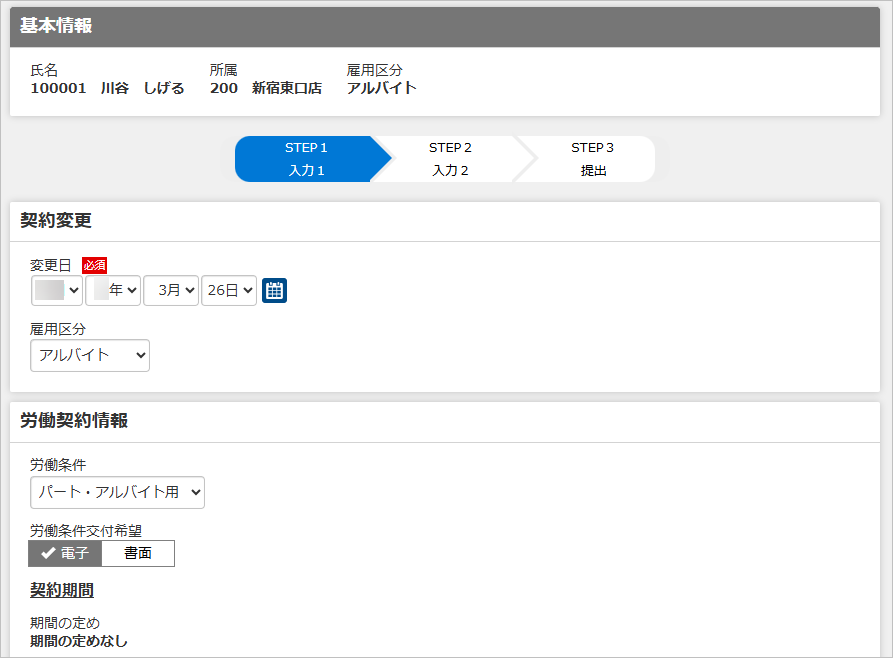 基本情報
氏名 所属 雇用区分
100001 川谷 しげる 200 新宿東口店 アルバイト
STEP 1 STEP 2 STEP 3
入力1 入力2 提出
契約変更
変更日 必須
年 3月 26日
雇用区分
アルバイト
労働契約情報
労働条件
パート・アルバイト用
労働条件交付希望
電子 書面
契約期間
期間の定め
期間の定めなし